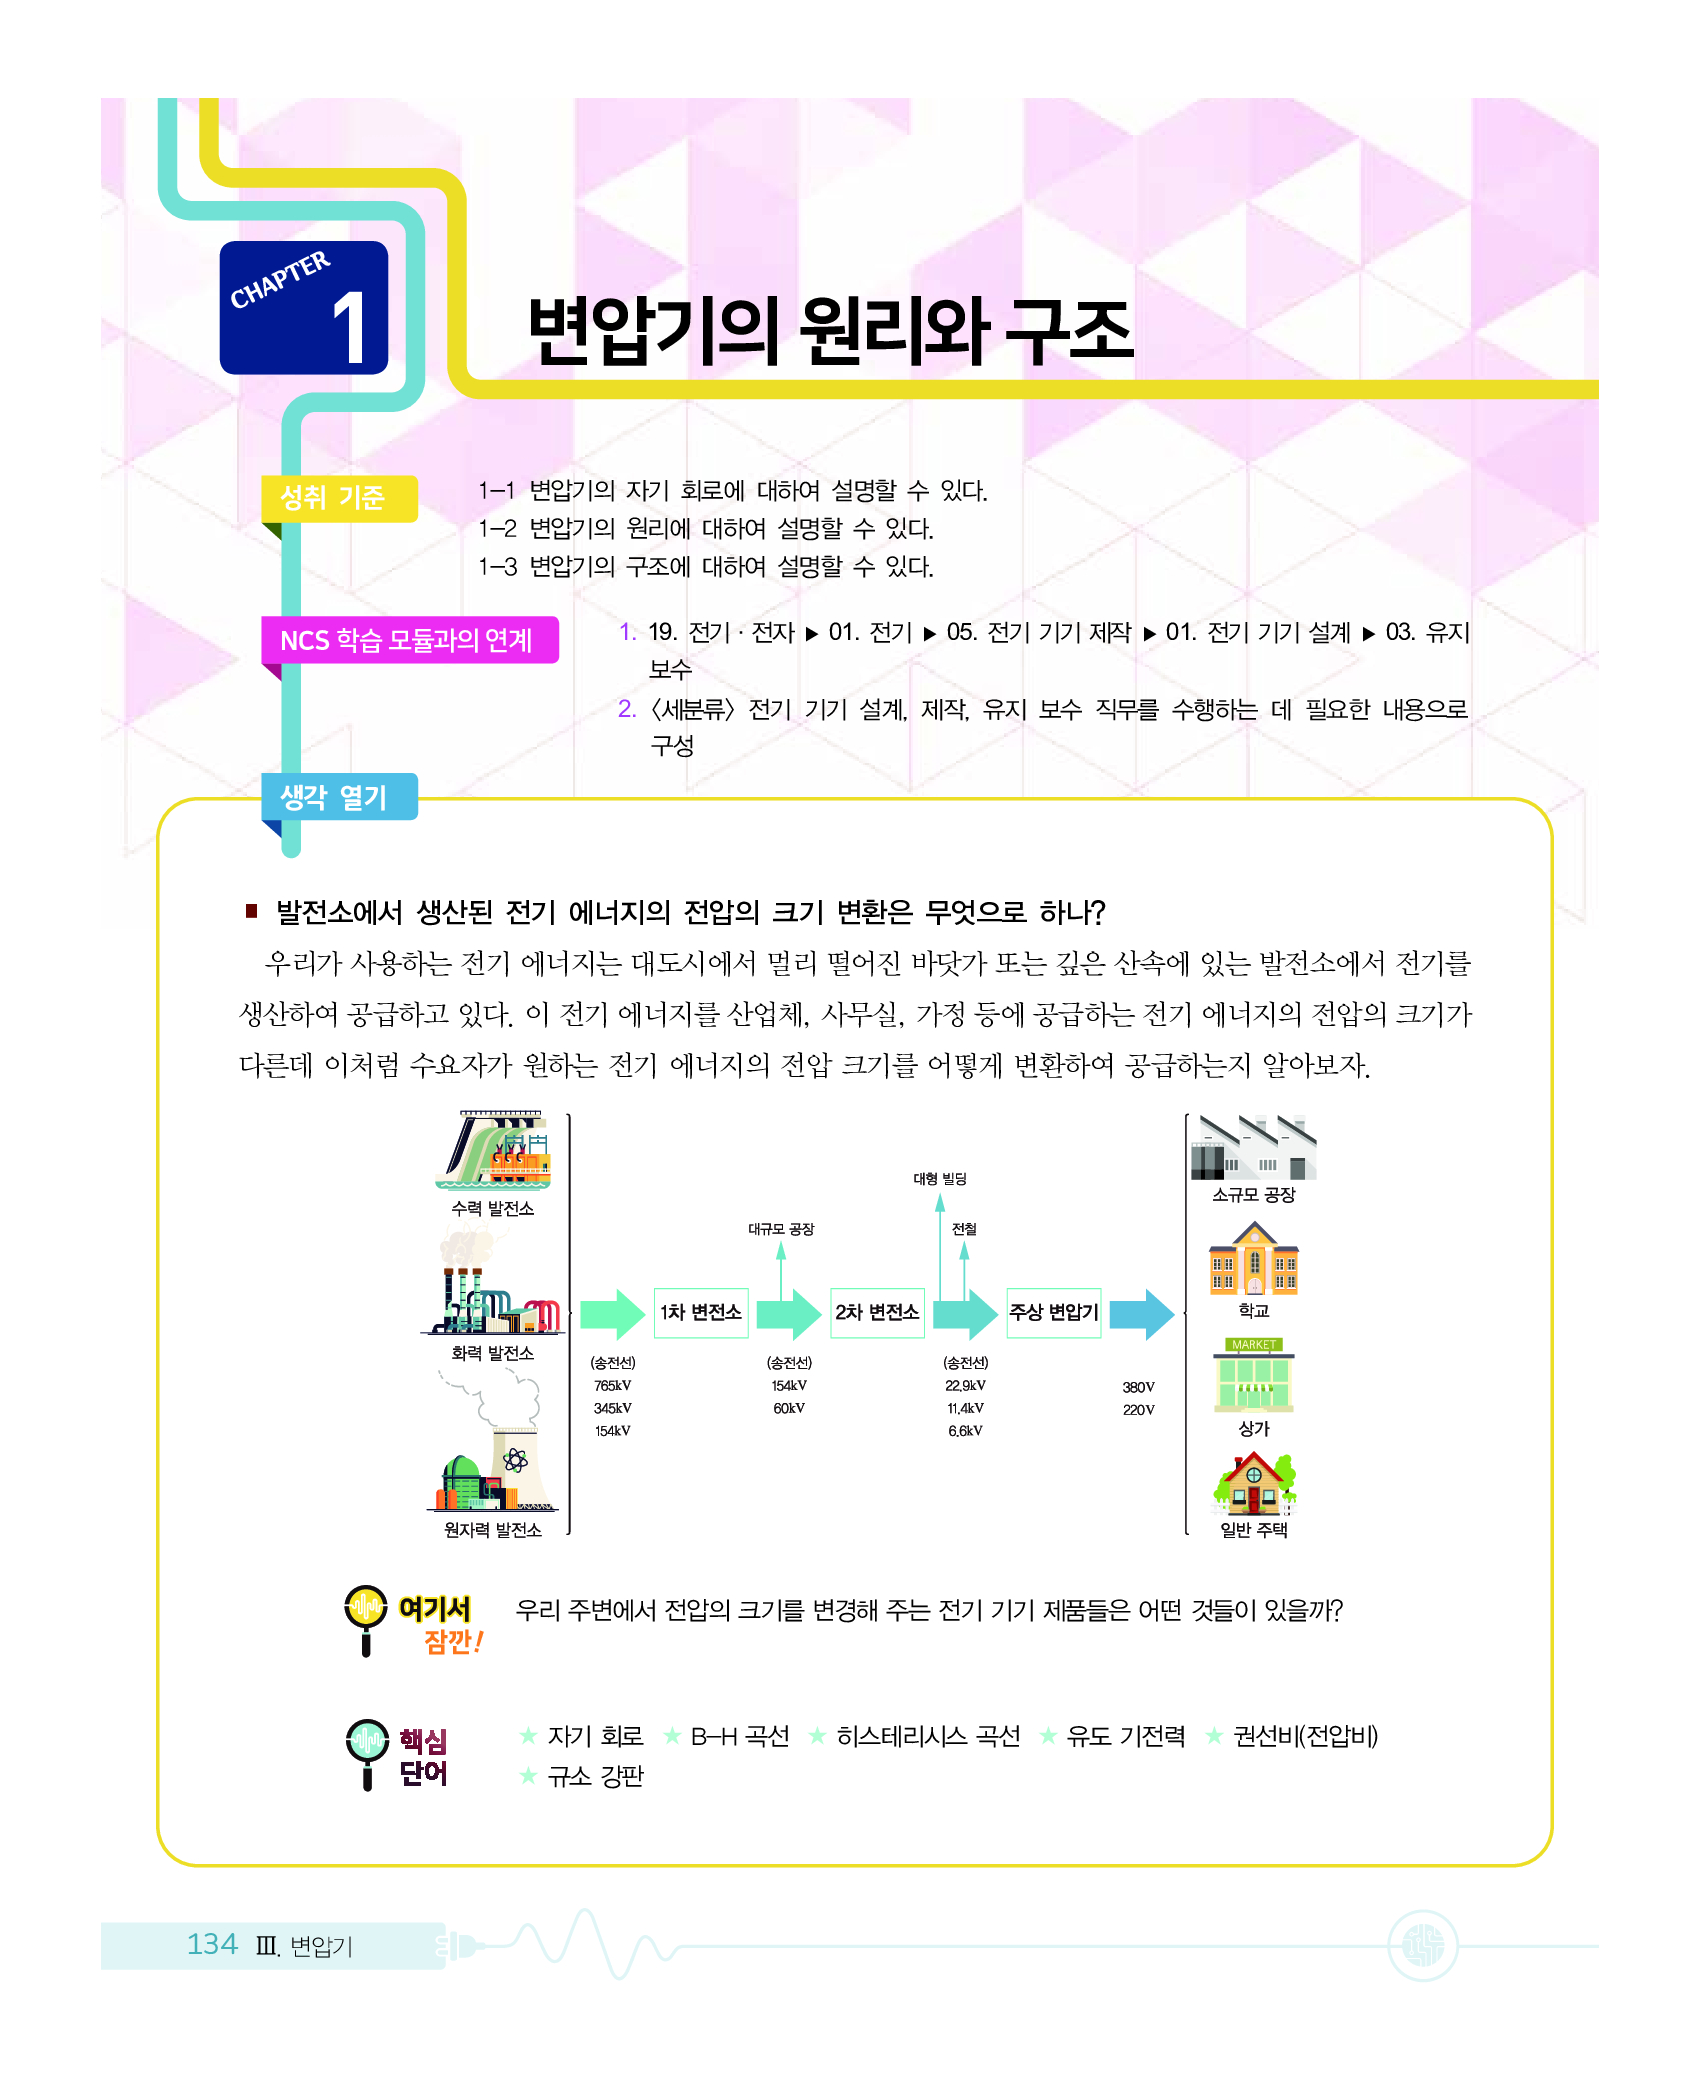 CHAPTER
1
변압기의 원리와 구조
성취 기준
1-1 변압기의 자기 회로에 대하여 설명할 수 있다.
1-2 변압기의 원리에 대하여 설명할 수 있다.
1-3 변압기의 구조에 대하여 설명할 수 있다.
NCS 학습 모듈과의 연계
1. 19. 전기·전자 ▶ 01. 전기 ▶ 05. 전기 기기 제작 ▶ 01. 전기 기기 설계 ▶ 03. 유지
보수
2. 〈세분류〉 전기 기기 설계, 제작, 유지 보수 직무를 수행하는 데 필요한 내용으로
구성
생각 열기
■ 발전소에서 생산된 전기 에너지의 전압의 크기 변환은 무엇으로 하나?
우리가 사용하는 전기 에너지는 대도시에서 멀리 떨어진 바닷가 또는 깊은 산속에 있는 발전소에서 전기를
생산하여 공급하고 있다. 이 전기 에너지를 산업체, 사무실, 가정 등에 공급하는 전기 에너지의 전압의 크기가
다른데 이처럼 수요자가 원하는 전기 에너지의 전압 크기를 어떻게 변환하여 공급하는지 알아보자.
수력 발전소
화력 발전소
원자력 발전소
(송전선)
765kV
345kV
154kV
1차 변전소
대규모 공장
(송전선)
154kV
60kV
2차 변전소
대형 빌딩
전철
(송전선)
22.9kV
11.4kV
6.6kV
주상 변압기
380V
220V
소규모 공장
학교
MARKET
상가
일반 주택
여기서
잠깐!
우리 주변에서 전압의 크기를 변경해 주는 전기 기기 제품들은 어떤 것들이 있을까?
핵심
단어
★ 자기 회로 ★ B-H 곡선 ★ 히스테리시스 곡선 ★ 유도 기전력 ★ 권선비(전압비)
★ 규소 강판
134 Ⅲ. 변압기